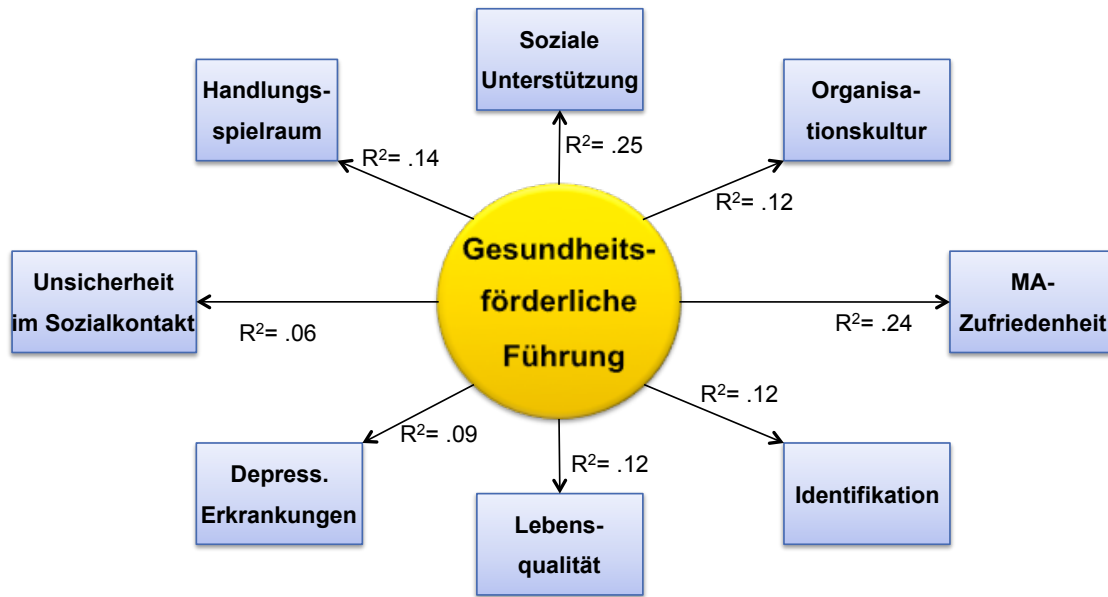 Soziale
Unterstützung
Handlungs-
spielraum
Organisa-
tionskultur
R²= .14
R²= .25
R²= .12
Gesundheits-
förderliche
Führung
Unsicherheit
im Sozialkontakt
R²= .06
MA-
Zufriedenheit
R²= .24
R²= .09
R²= .12
R²= .12
Depress.
Erkrankungen
Lebens-
qualität
Identifikation